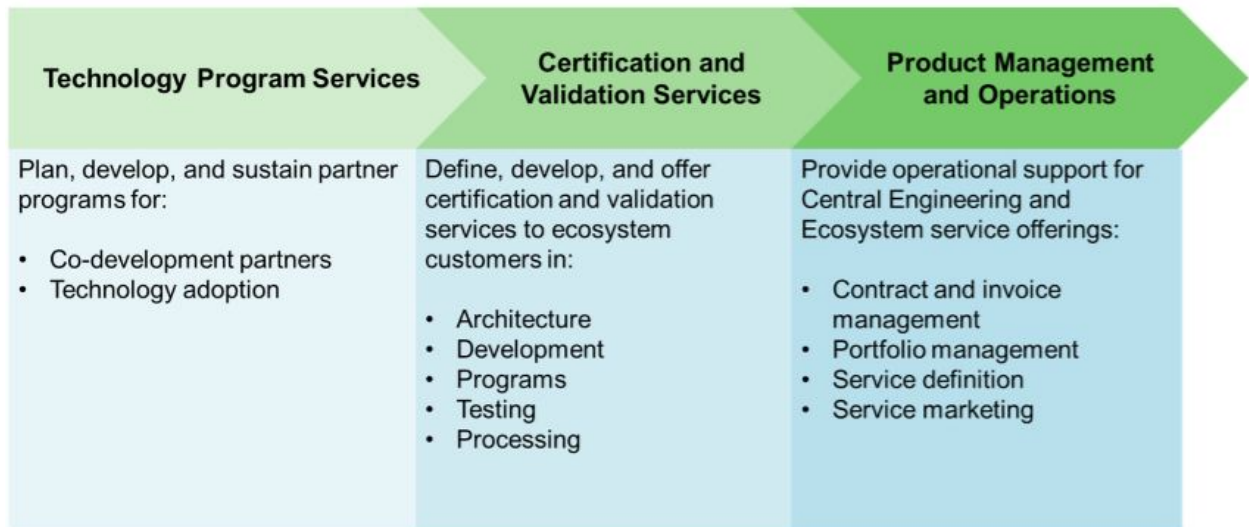 Technology Program Services
Certification and
Validation Services
Product Management
and Operations
Plan, develop, and sustain partner
programs for:
• Co-development partners
• Technology adoption
Define, develop, and offer
certification and validation
services to ecosystem
customers in:
• Architecture
• Development
• Programs
• Testing
• Processing
Provide operational support for
Central Engineering and
Ecosystem service offerings:
• Contract and invoice
management
• Portfolio management
• Service definition
• Service marketing